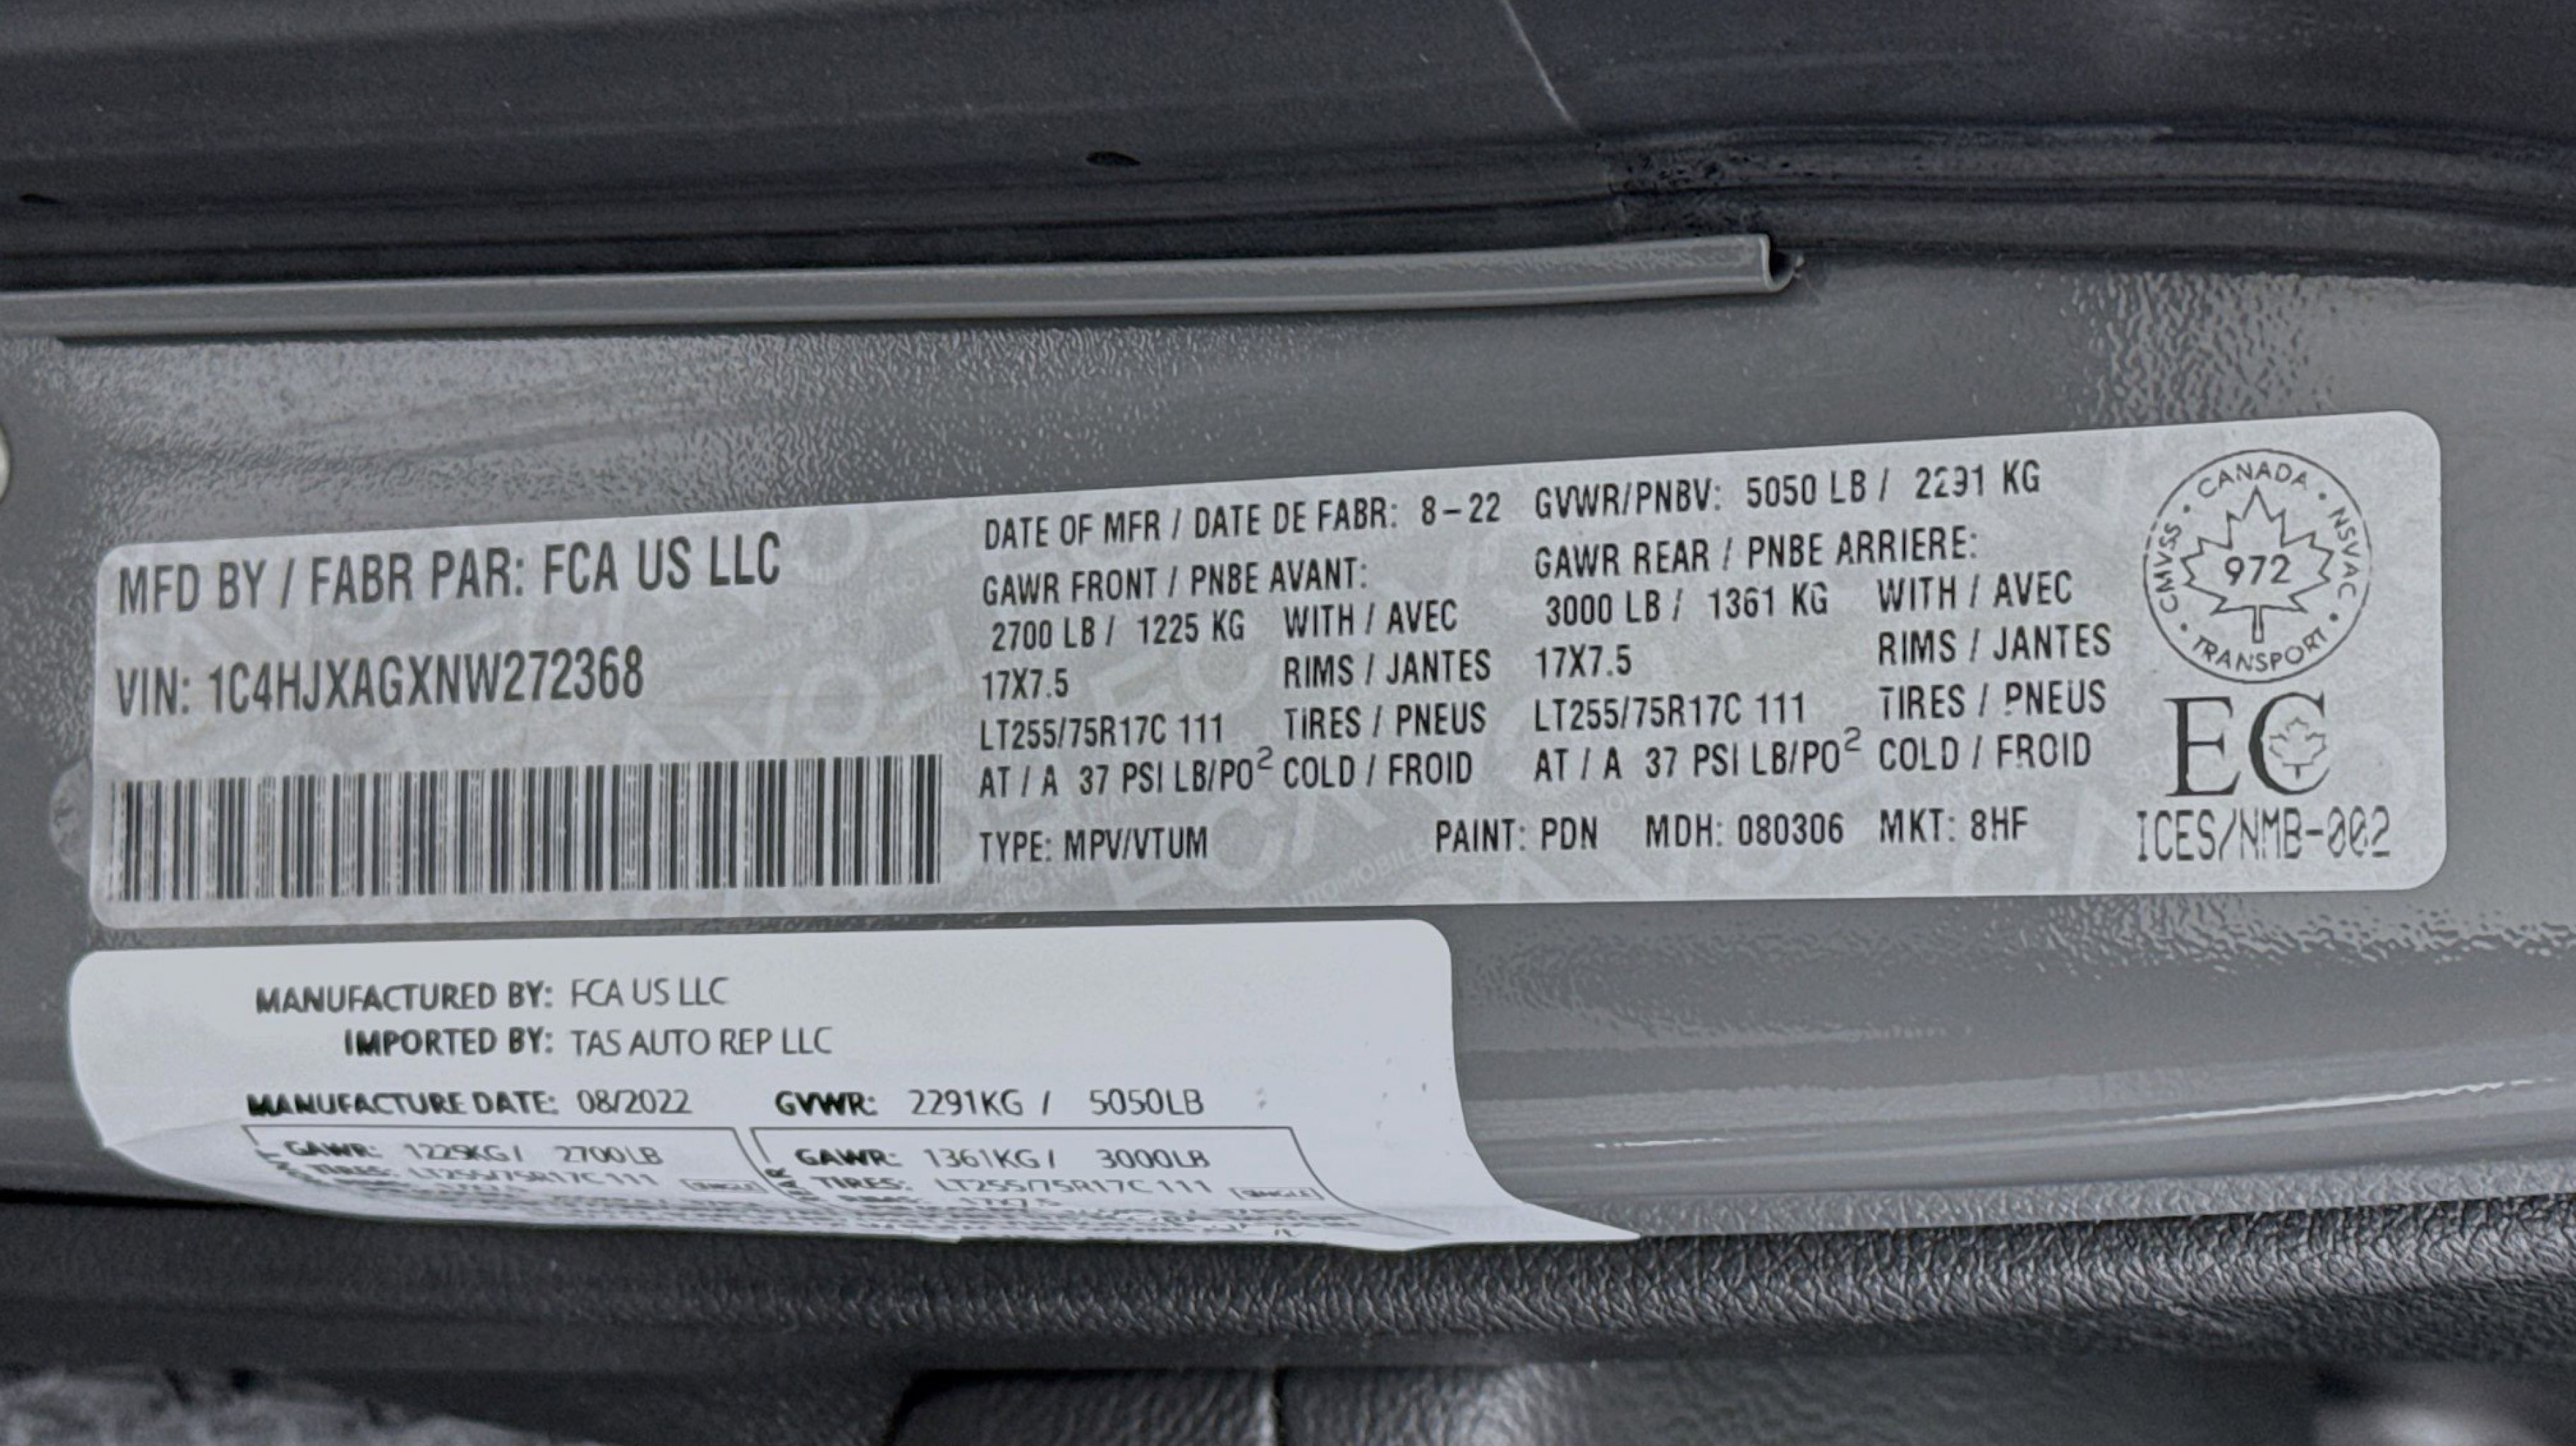 MFD BY / FABR PAR: FCA US LLC
VIN: 1C4HJXAGXNW272368
DATE OF MFR / DATE DE FABR: 8-22 GVWR/PNBV: 5050 LB / 2291 KG
GAWR FRONT / PNBE AVANT: GAWR REAR / PNBE ARRIERE:
2700 LB / 1225 KG WITH / AVEC 3000 LB / 1361 KG WITH / AVEC
17X7.5 RIMS / JANTES 17X7.5 RIMS / JANTES
LT255/75R17C 111 TIRES / PNEUS LT255/75R17C 111 TIRES / PNEUS
AT / A 37 PSI LB/PO² COLD / FROID AT / A 37 PSI LB/PO² COLD / FROID
TYPE: MPV/VTUM PAINT: PDN MDH: 080306 MKT: 8HF
CANADA • NSVAC • TRANSPORT • CMVSS •
972
EC
ICES/NMB-002
MANUFACTURED BY: FCA US LLC
IMPORTED BY: TAS AUTO REP LLC
MANUFACTURE DATE: 08/2022 GVWR: 2291KG / 5050LB
GAWR: 1225KG / 2700LB GAWR: 1361KG / 3000LB
TIRES: LT255/75R17C 111 SINGLE TIRES: LT255/75R17C 111 SINGLE
RIMS: 17X7.5